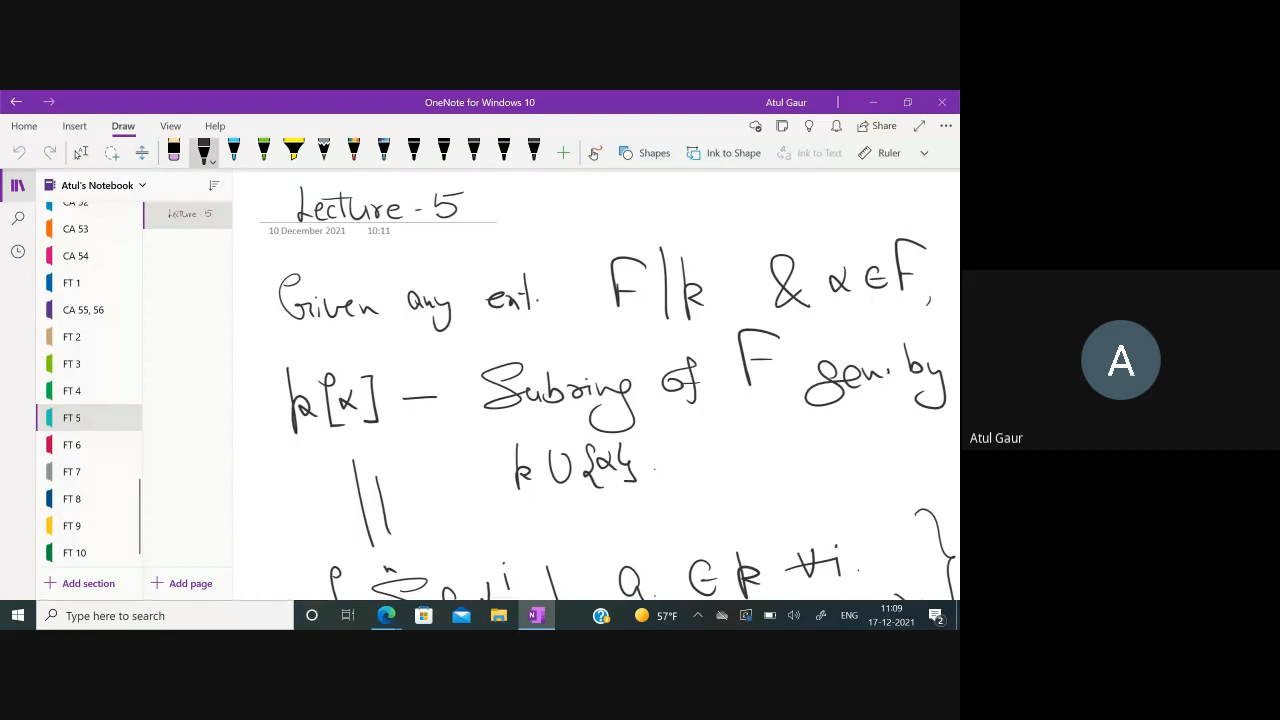 OneNote for Windows 10
Atul Gaur
Home Insert Draw View Help
Share
Shapes
Ink to Shape
Ink to Text
Ruler
Atul's Notebook
CA 52
CA 53
CA 54
FT 1
CA 55, 56
FT 2
FT 3
FT 4
FT 5
FT 6
FT 7
FT 8
FT 9
FT 10
Add section
Lecture - 5
Add page
Lecture - 5
10 December 2021 10:11
Given any ext. F|k & α ∈ F,
k[α] — Subring of F gen. by
k ∪ {α}.
||
∈ k ∀i.
A
Atul Gaur
Type here to search
57°F
ENG
11:09
17-12-2021
2